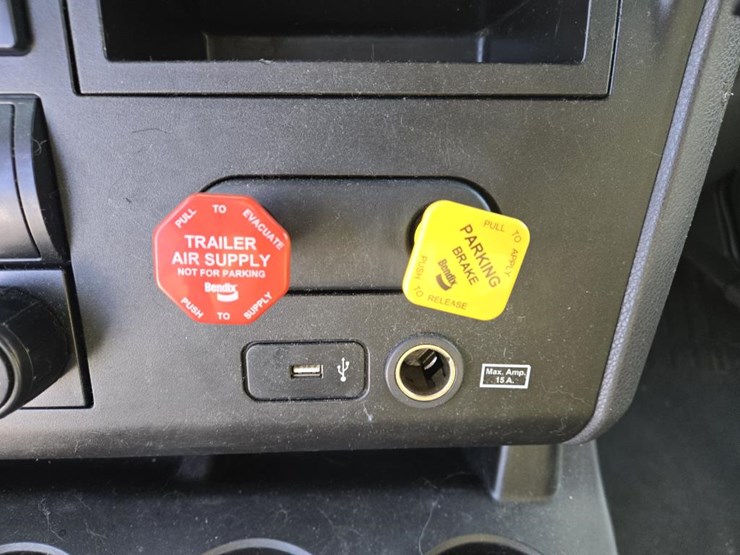 PULL TO EVACUATE
TRAILER
AIR SUPPLY
NOT FOR PARKING
Bendix
PUSH TO SUPPLY
PULL TO APPLY
PARKING
BRAKE
Bendix
PUSH TO RELEASE
Max. Amp.
15 A.